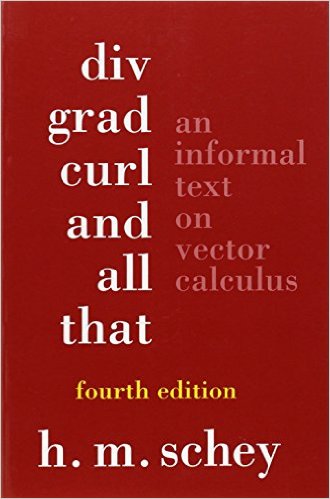 div
grad
curl
and
all
that
an
informal
text
on
vector
calculus
fourth edition
h. m. schey